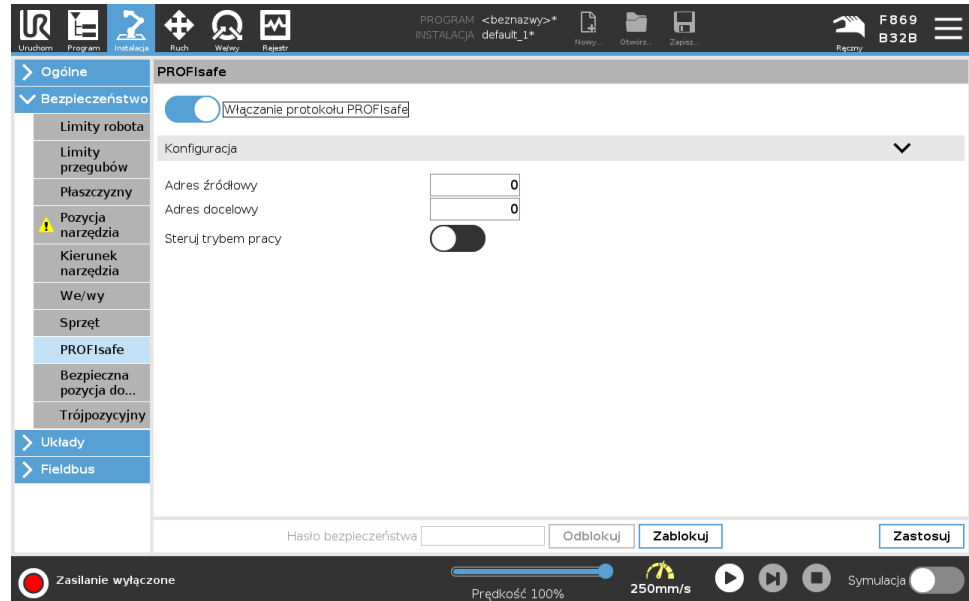 UR
Uruchom
Program
Instalacja
Ruch
We/wy
Rejestr
PROGRAM <beznazwy>*
INSTALACJA default_1*
Nowy...
Otwórz...
Zapisz...
Ręczny
F869
B32B
Ogólne
Bezpieczeństwo
Limity robota
Limity
przegubów
Płaszczyzny
Pozycja
narzędzia
Kierunek
narzędzia
We/wy
Sprzęt
PROFIsafe
Bezpieczna
pozycja do...
Trójpozycyjny
Układy
Fieldbus
PROFIsafe
Włączanie protokołu PROFIsafe
Konfiguracja
Adres źródłowy 0
Adres docelowy 0
Steruj trybem pracy
Hasło bezpieczeństwa Odblokuj Zablokuj Zastosuj
Zasilanie wyłączone
Prędkość 100%
250mm/s
Symulacja